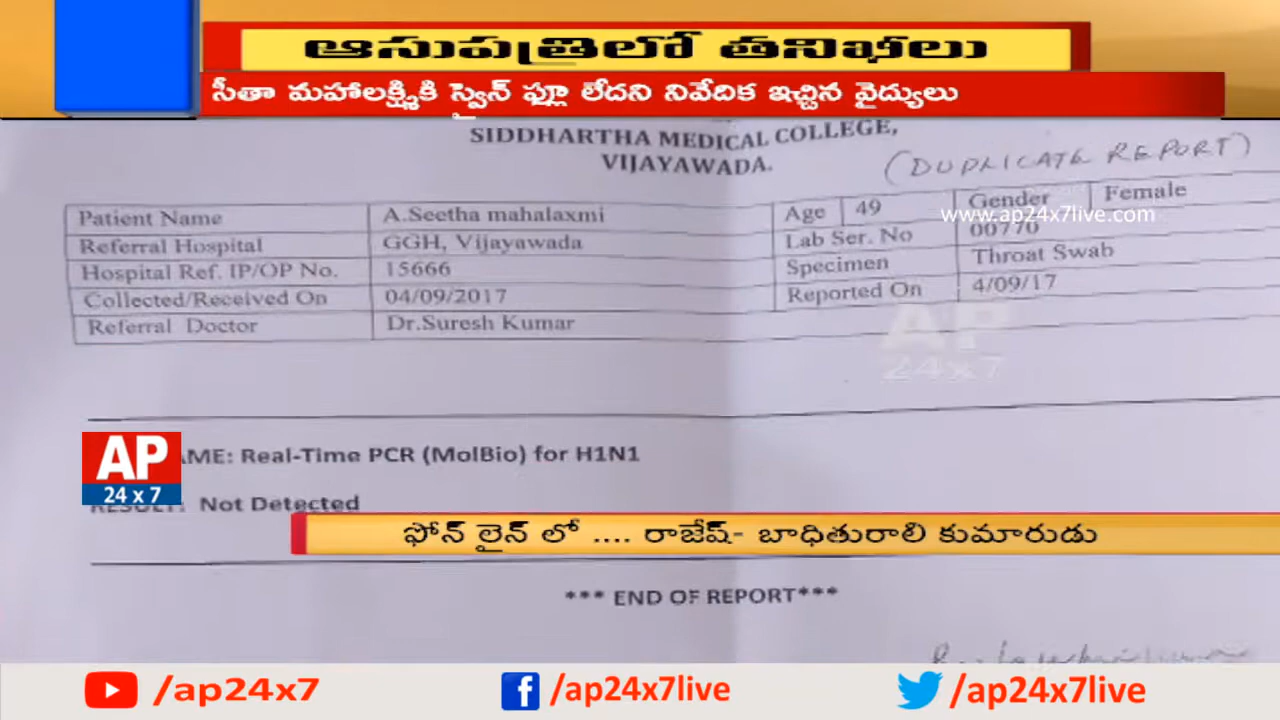 ఆసుపత్రిలో తనిఖీలు
సీతా మహాలక్ష్మికి స్వైన్ ఫ్లూ లేదని నివేదిక ఇచ్చిన వైద్యులు
SIDDHARTHA MEDICAL COLLEGE,
VIJAYAWADA.
(DUPLICATE REPORT)
Patient Name A.Seetha mahalaxmi Age 49 Gender Female
www.ap24x7live.com
Referral Hospital GGH, Vijayawada Lab Ser. No 00770
Hospital Ref. IP/OP No. 15666 Specimen Throat Swab
Collected/Received On 04/09/2017 Reported On 4/09/17
Referral Doctor Dr.Suresh Kumar
AP
24x7
AME: Real-Time PCR (MolBio) for H1N1
AP
24 x 7
RESULT: Not Detected
ఫోన్ లైన్ లో .... రాజేష్- బాధితురాలి కుమారుడు
*** END OF REPORT***
/ap24x7 /ap24x7live /ap24x7live